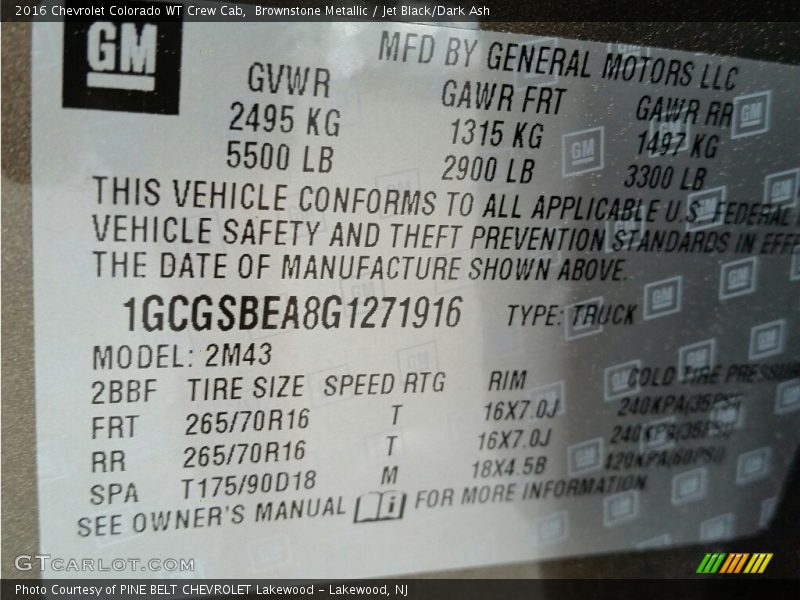 2016 Chevrolet Colorado WT Crew Cab, Brownstone Metallic / Jet Black/Dark Ash
GM
MFD BY GENERAL MOTORS LLC
GVWR GAWR FRT GAWR RR
2495 KG 1315 KG 1497 KG
5500 LB 2900 LB 3300 LB
THIS VEHICLE CONFORMS TO ALL APPLICABLE U.S. FEDERAL
VEHICLE SAFETY AND THEFT PREVENTION STANDARDS IN EFFE
THE DATE OF MANUFACTURE SHOWN ABOVE.
1GCGSBEA8G1271916 TYPE: TRUCK
MODEL: 2M43
2BBF TIRE SIZE SPEED RTG RIM COLD TIRE PRESSUR
FRT 265/70R16 T 16X7.0J 240KPA(35PSI)
RR 265/70R16 T 16X7.0J 240KPA(35PSI)
SPA T175/90D18 M 18X4.5B 420KPA(60PSI)
SEE OWNER'S MANUAL i FOR MORE INFORMATION
GTCARLOT.COM
Photo Courtesy of PINE BELT CHEVROLET Lakewood - Lakewood, NJ